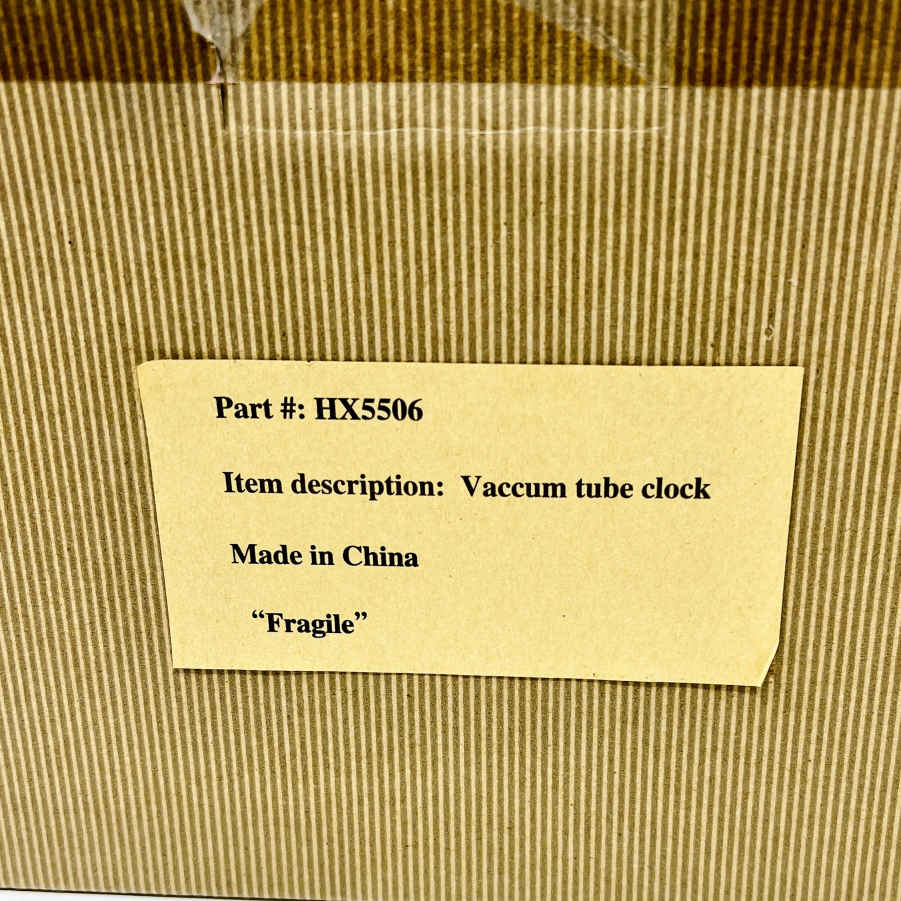 Part #: HX5506
Item description: Vaccum tube clock
Made in China
“Fragile”